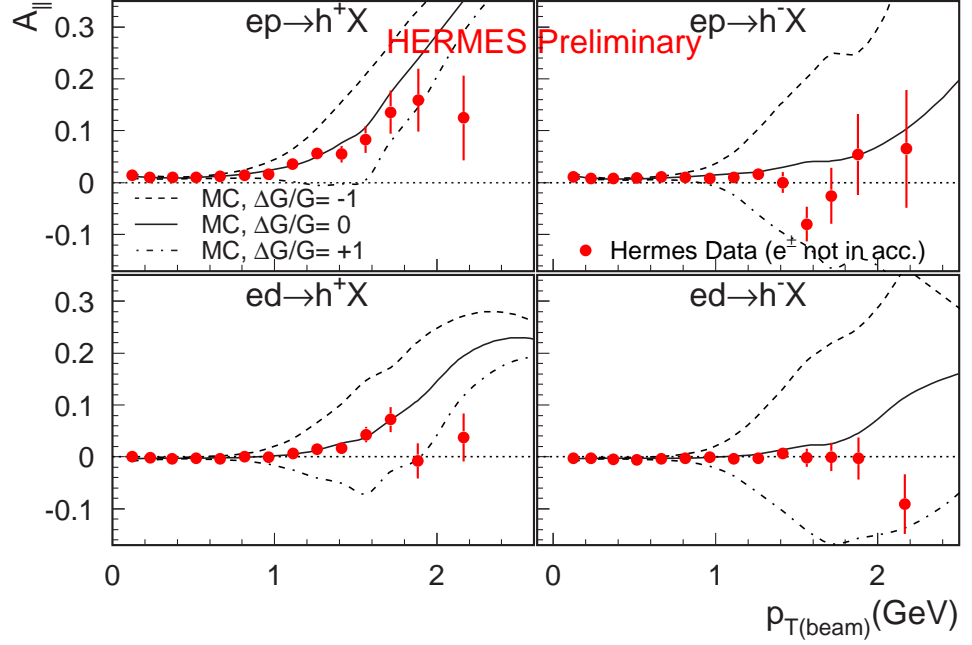 A||
ep→h⁺X
ep→h⁻X
HERMES Preliminary
0.3
0.2
0.1
0
-0.1
MC, ΔG/G= -1
MC, ΔG/G= 0
MC, ΔG/G= +1
Hermes Data (e± not in acc.)
ed→h⁺X
ed→h⁻X
0.3
0.2
0.1
0
-0.1
0 1 2 0 1 2
pT(beam)(GeV)